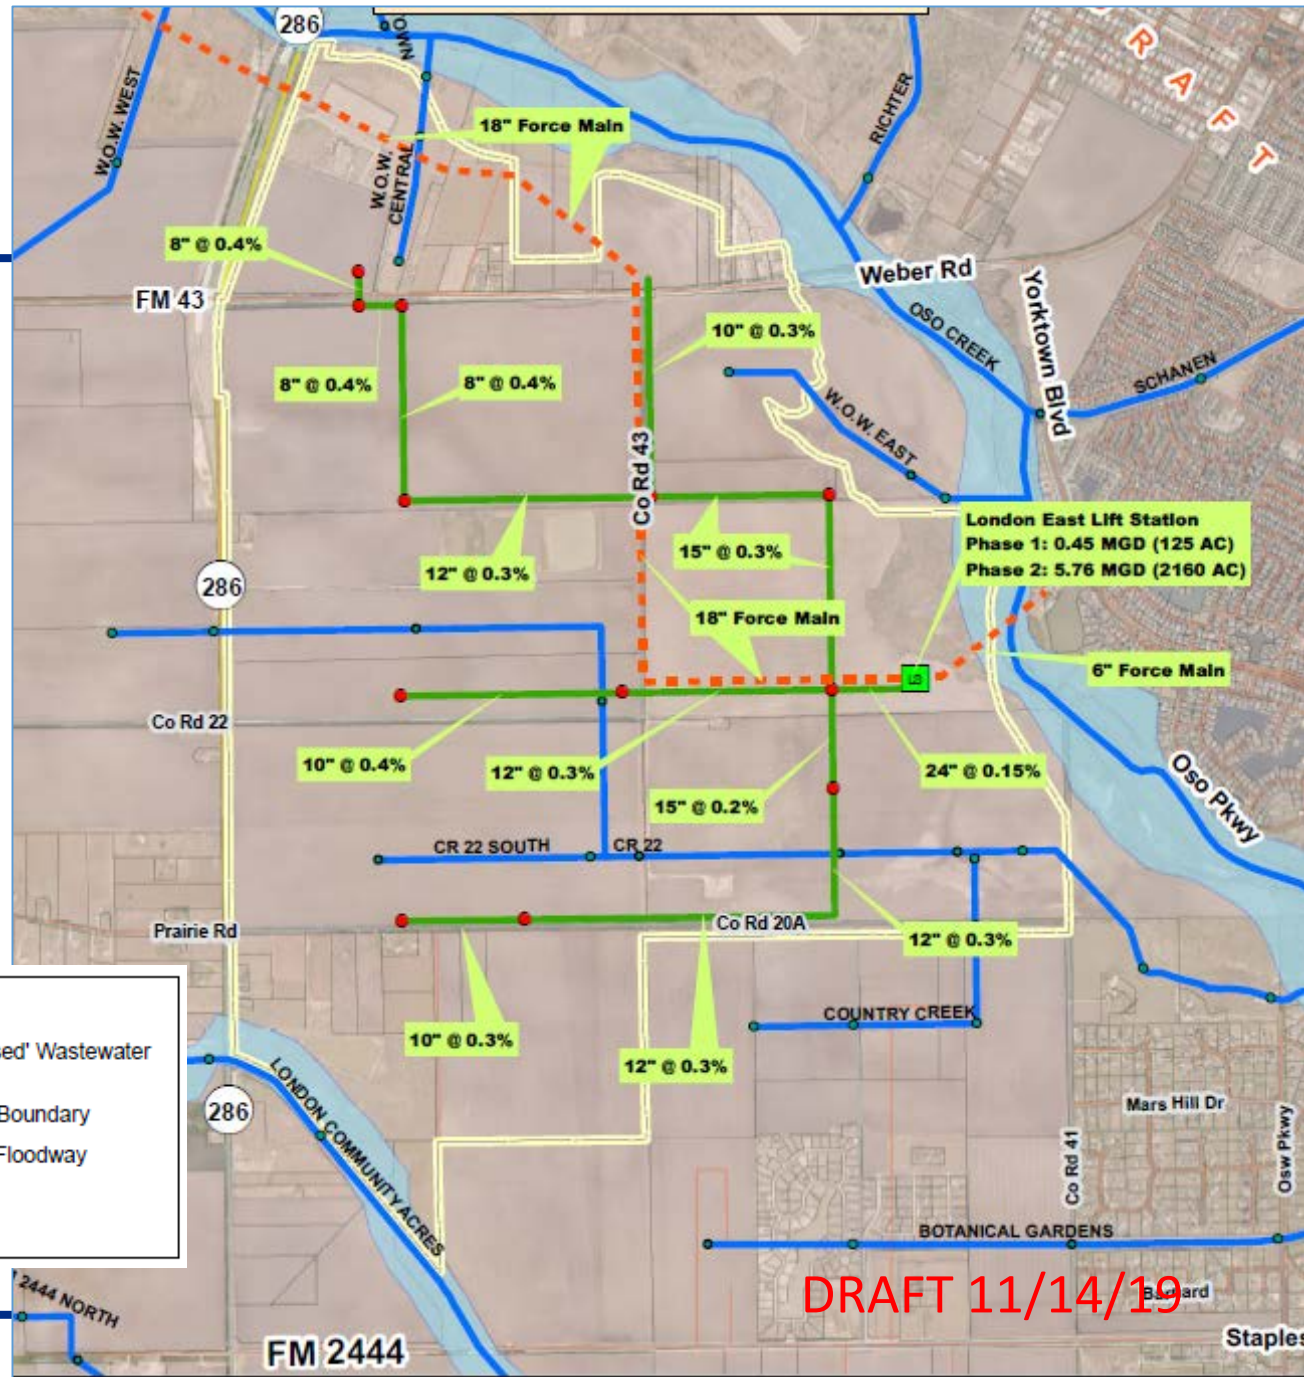 286
OWN
D R A F T
W.O.W. WEST
18" Force Main
RICHTER
W.O.W.
CENTRAL
8" @ 0.4%
Weber Rd
FM 43
Yorktown Blvd
OSO CREEK
10" @ 0.3%
8" @ 0.4%
8" @ 0.4%
SCHANEN
W.O.W. EAST
Co Rd 43
London East Lift Station
Phase 1: 0.45 MGD (125 AC)
Phase 2: 5.76 MGD (2160 AC)
15" @ 0.3%
12" @ 0.3%
286
18" Force Main
6" Force Main
LS
Co Rd 22
10" @ 0.4%
12" @ 0.3%
24" @ 0.15%
15" @ 0.2%
Oso Pkwy
CR 22 SOUTH
CR 22
Prairie Rd
Co Rd 20A
12" @ 0.3%
COUNTRY CREEK
10" @ 0.3%
12" @ 0.3%
sed' Wastewater
Boundary
Floodway
286
LONDON COMMUNITY ACRES
Mars Hill Dr
Co Rd 41
Osw Pkwy
BOTANICAL GARDENS
DRAFT 11/14/19
2444 NORTH
FM 2444
Staples